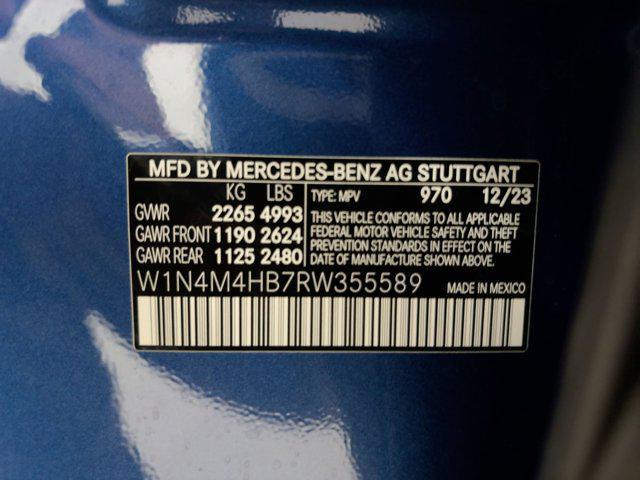 MFD BY MERCEDES-BENZ AG STUTTGART
KG LBS TYPE: MPV 970 12/23
GVWR 2265 4993 THIS VEHICLE CONFORMS TO ALL APPLICABLE
GAWR FRONT 1190 2624 FEDERAL MOTOR VEHICLE SAFETY AND THEFT
PREVENTION STANDARDS IN EFFECT ON THE
GAWR REAR 1125 2480 DATE OF MANUFACTURE SHOWN ABOVE.
W1N4M4HB7RW355589 MADE IN MEXICO